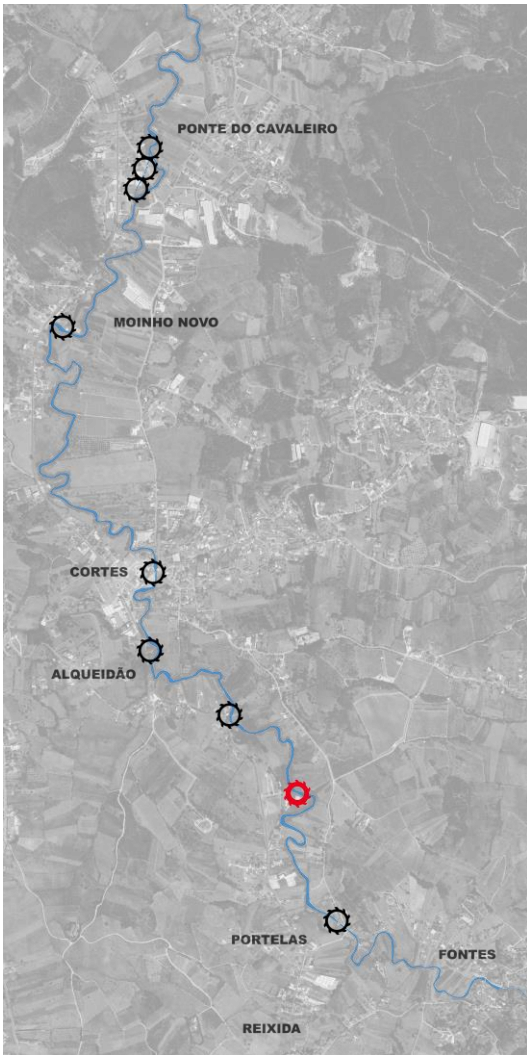 PONTE DO CAVALEIRO
MOINHO NOVO
CORTES
ALQUEIDÃO
PORTELAS
FONTES
REIXIDA